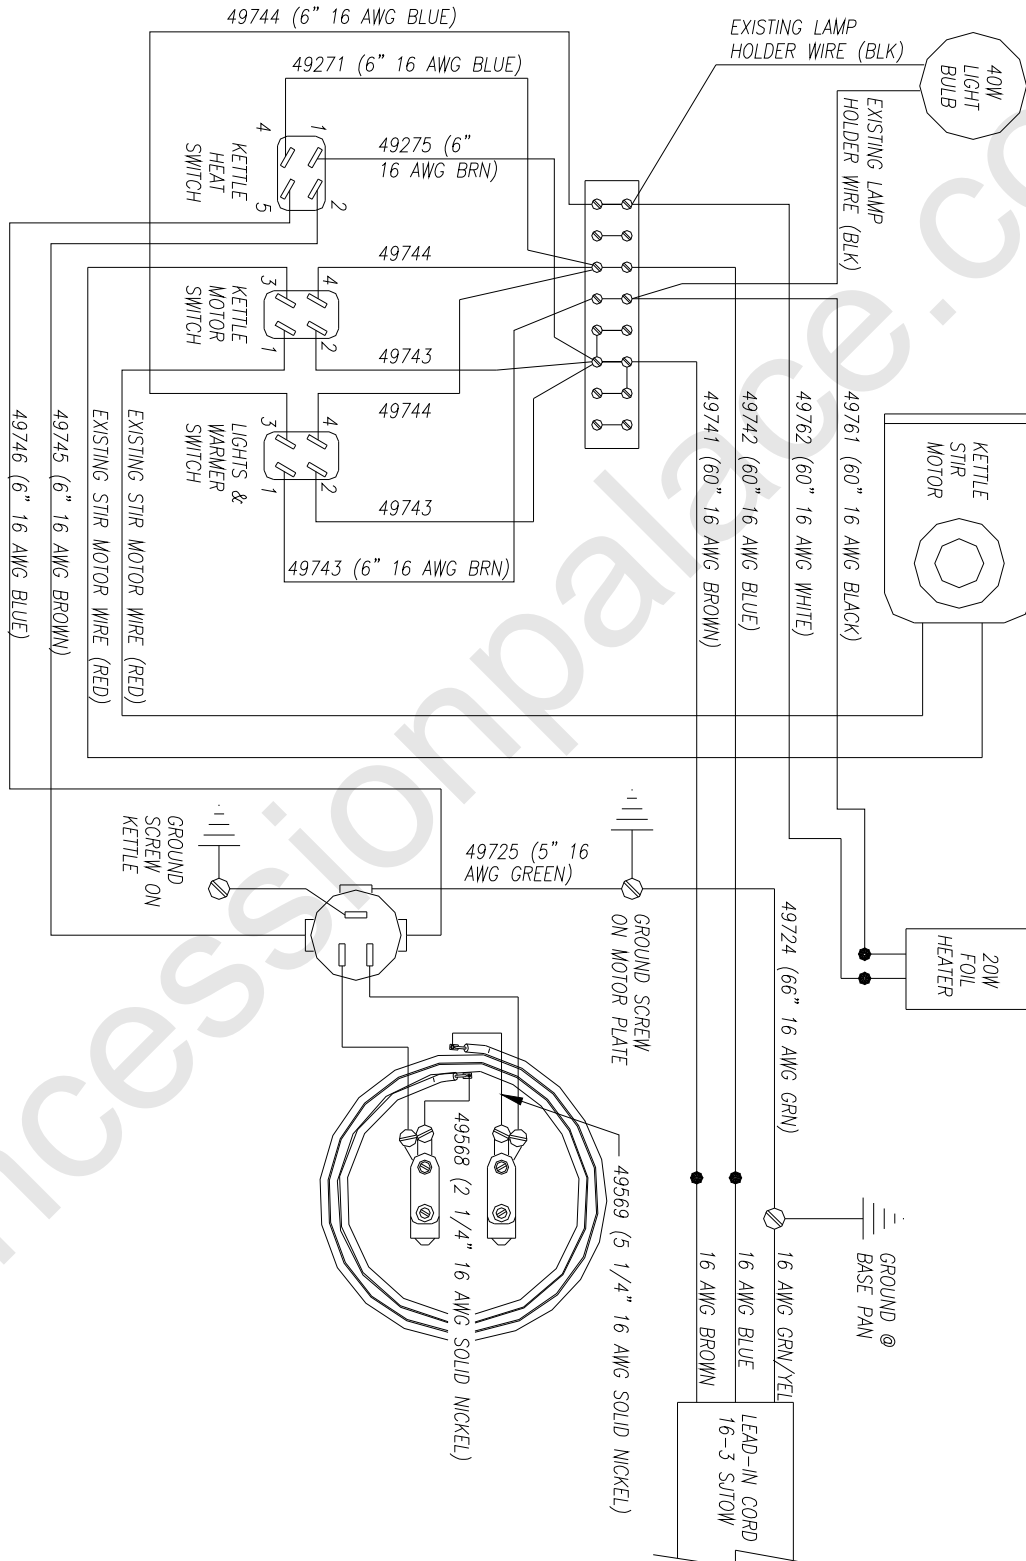 49744 (6" 16 AWG BLUE)
EXISTING LAMP
HOLDER WIRE (BLK)
40W
LIGHT
BULB
49271 (6" 16 AWG BLUE)
EXISTING LAMP
HOLDER WIRE (BLK)
1
4
49275 (6"
16 AWG BRN)
KETTLE
HEAT
SWITCH
5
2
49744
3
4
KETTLE
MOTOR
SWITCH
1
2
49743
49744
3
4
LIGHTS &
WARMER
SWITCH
1
2
49743
49743 (6" 16 AWG BRN)
49746 (6" 16 AWG BLUE)
49745 (6" 16 AWG BROWN)
EXISTING STIR MOTOR WIRE (RED)
EXISTING STIR MOTOR WIRE (RED)
49741 (60" 16 AWG BROWN)
49742 (60" 16 AWG BLUE)
49762 (60" 16 AWG WHITE)
49761 (60" 16 AWG BLACK)
KETTLE
STIR
MOTOR
GROUND
SCREW ON
KETTLE
49725 (5" 16
AWG GREEN)
GROUND SCREW
ON MOTOR PLATE
49724 (66" 16 AWG GRN)
20W
FOIL
HEATER
49568 (2 1/4" 16 AWG SOLID NICKEL)
49569 (5 1/4" 16 AWG SOLID NICKEL)
16 AWG BROWN
16 AWG BLUE
16 AWG GRN/YEL
GROUND @
BASE PAN
LEAD-IN CORD
16-3 SJTOW
ncessionpalace.co